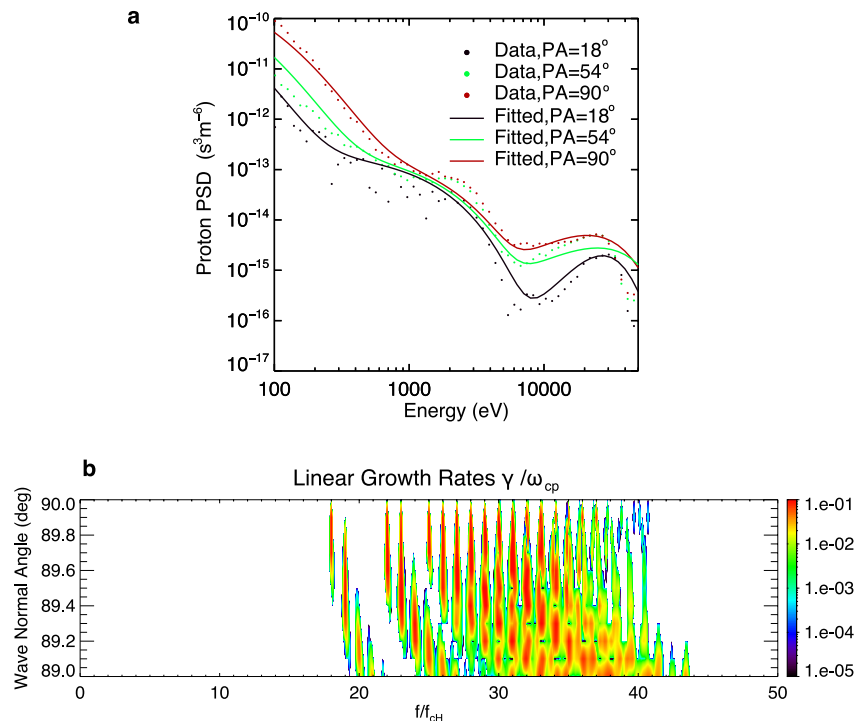 a
10⁻¹⁰
10⁻¹¹
10⁻¹²
10⁻¹³
10⁻¹⁴
10⁻¹⁵
10⁻¹⁶
10⁻¹⁷
Proton PSD (s³m⁻⁶)
Data,PA=18°
Data,PA=54°
Data,PA=90°
Fitted,PA=18°
Fitted,PA=54°
Fitted,PA=90°
100 1000 10000
Energy (eV)
b
Linear Growth Rates γ /ω_cp
Wave Normal Angle (deg)
90.0
89.8
89.6
89.4
89.2
89.0
0 10 20 30 40 50
f/f_cH
1.e-01
1.e-02
1.e-03
1.e-04
1.e-05